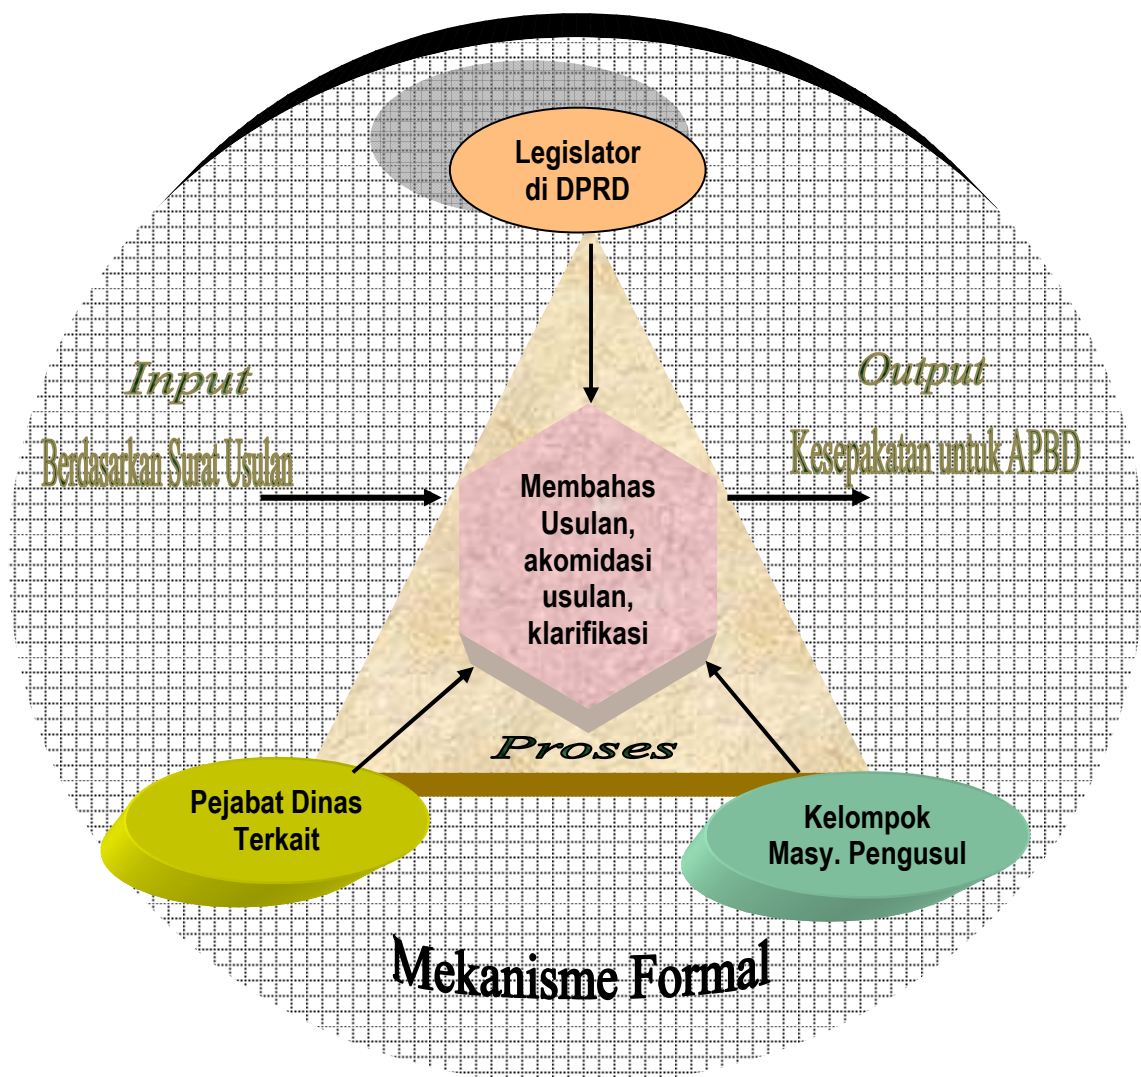 Legislator
di DPRD
Input
Berdasarkan Surat Usulan
Output
Kesepakatan untuk APBD
Membahas
Usulan,
akomidasi
usulan,
klarifikasi
Proses
Pejabat Dinas
Terkait
Kelompok
Masy. Pengusul
Mekanisme Formal